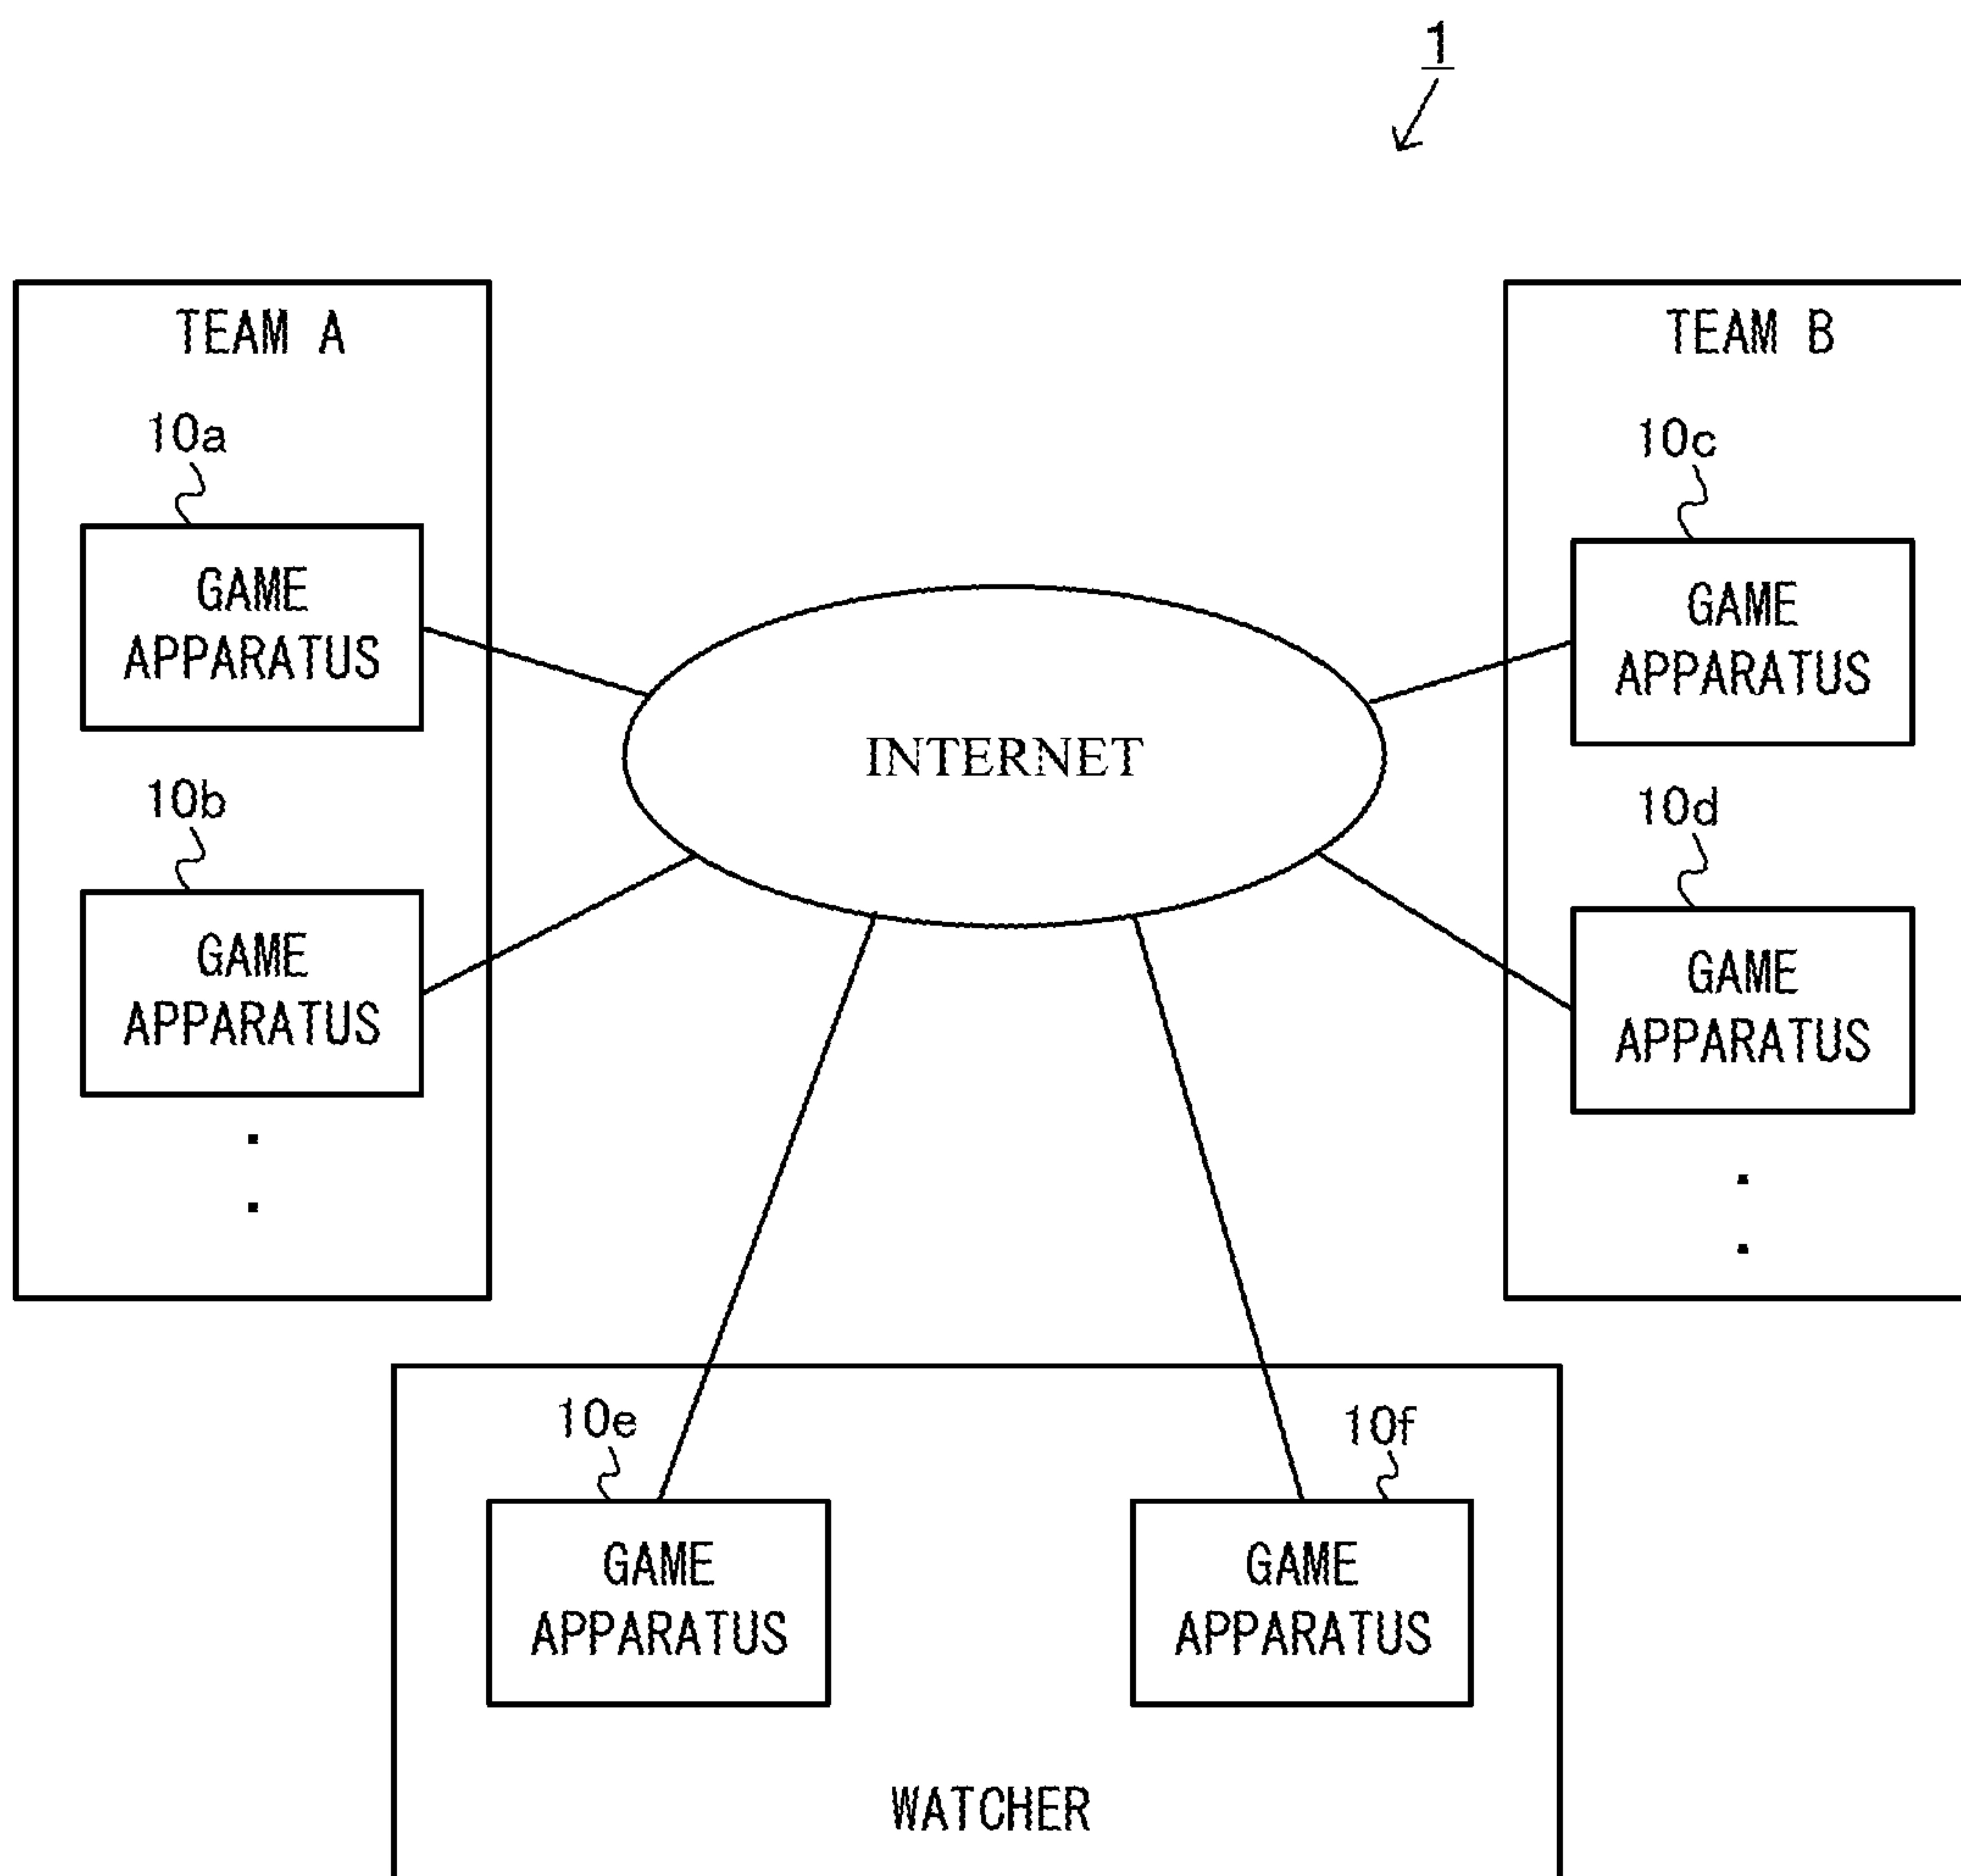 1
TEAM A
10a
GAME
APPARATUS
10b
GAME
APPARATUS
INTERNET
TEAM B
10c
GAME
APPARATUS
10d
GAME
APPARATUS
10e
GAME
APPARATUS
10f
GAME
APPARATUS
WATCHER